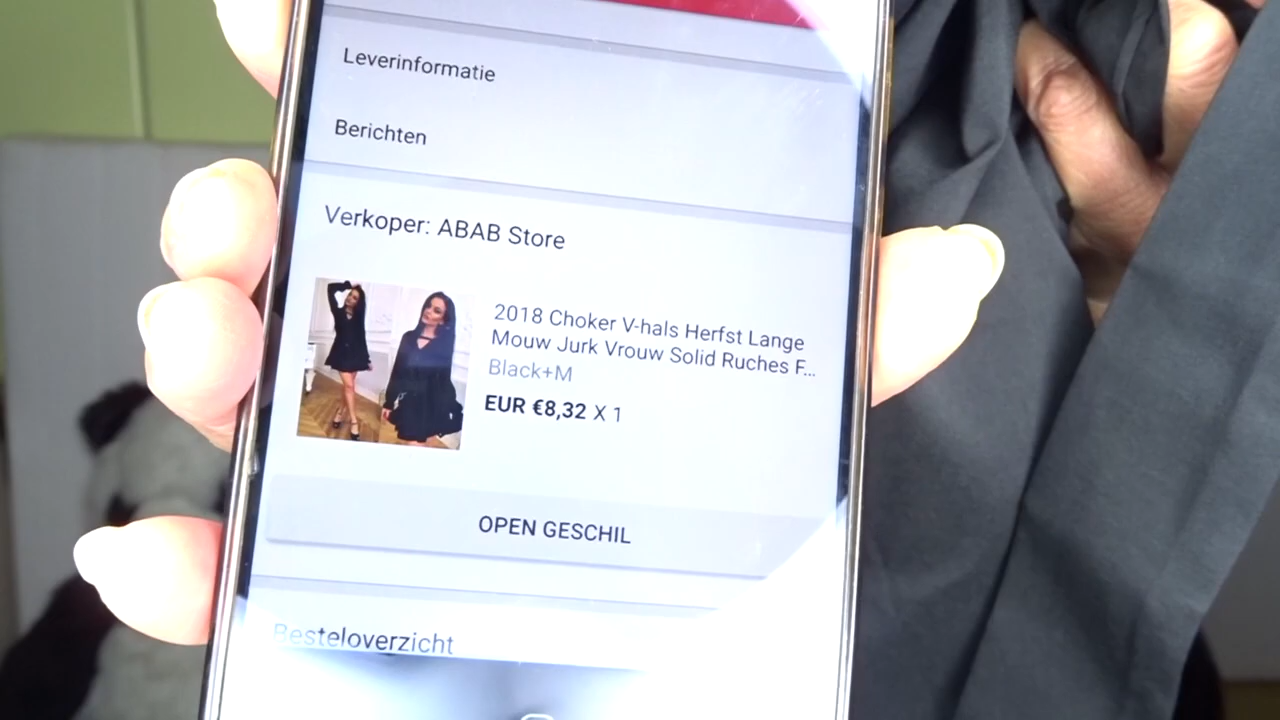 Leverinformatie
Berichten
Verkoper: ABAB Store
2018 Choker V-hals Herfst Lange
Mouw Jurk Vrouw Solid Ruches F...
Black+M
EUR €8,32 X 1
OPEN GESCHIL
Besteloverzicht